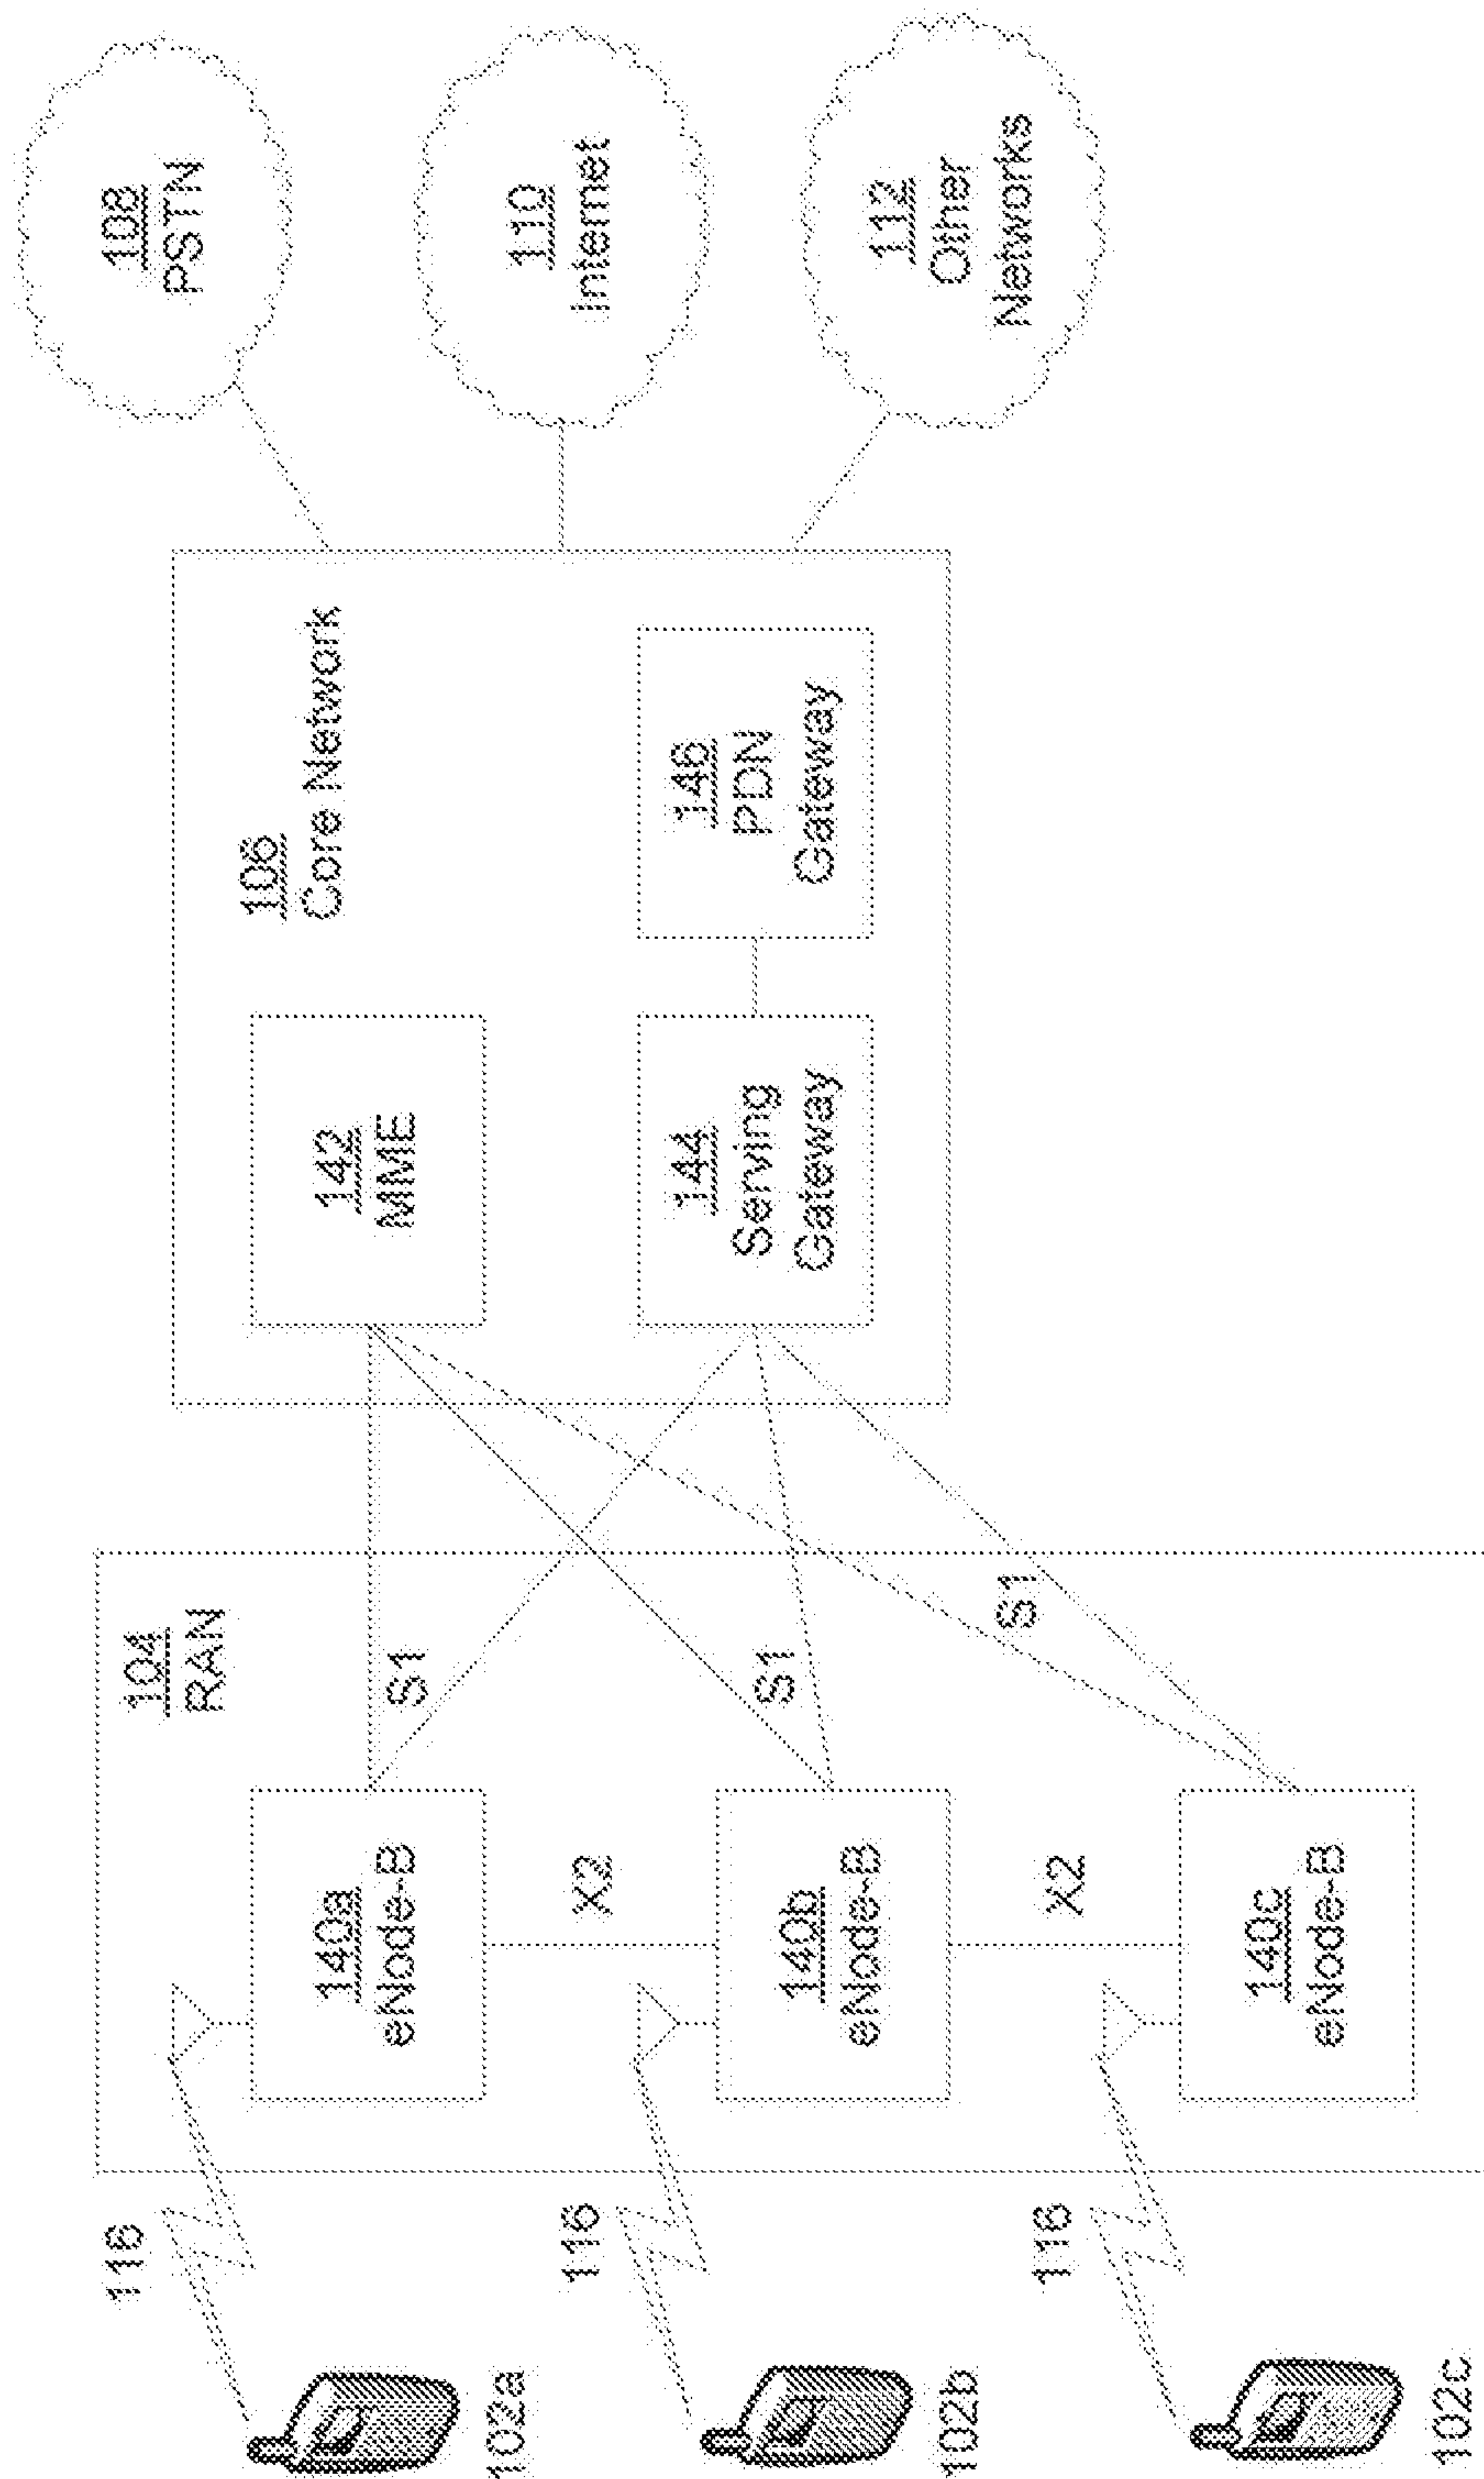 116
102a
116
102b
116
102c
104
RAN
140a
eNode-B
X2
140b
eNode-B
X2
140c
eNode-B
S1
S1
S1
106
Core Network
142
MME
144
Serving
Gateway
146
PDN
Gateway
108
PSTN
110
Internet
112
Other
Networks